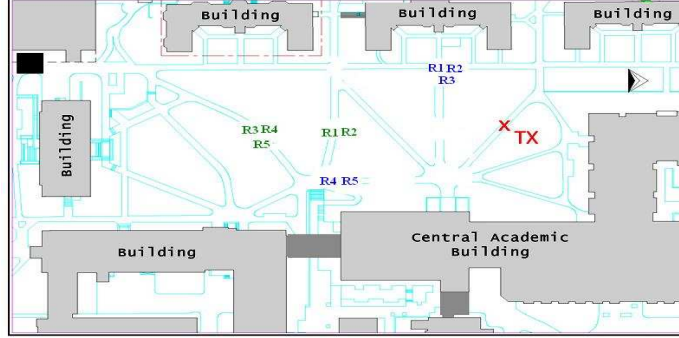 Building
Building
Building
R1 R2
R3
X
TX
R3 R4
R5
R1 R2
Building
R4 R5
Building
Central Academic
Building